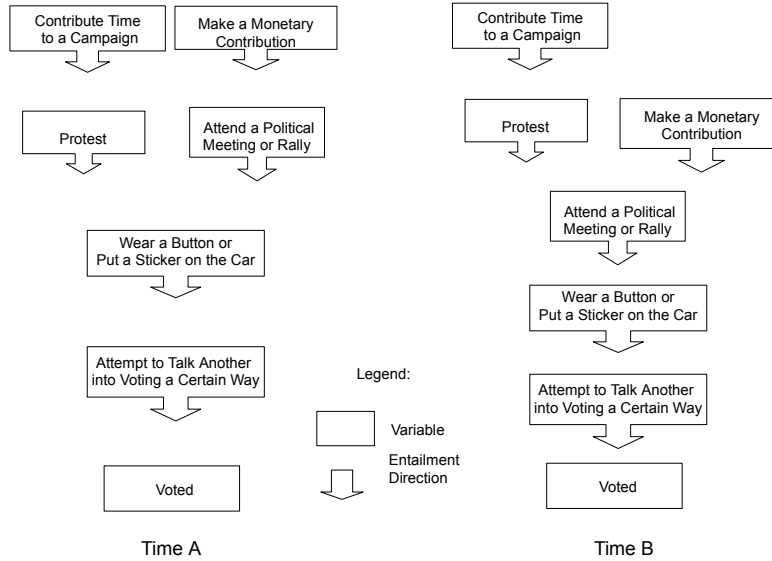 Contribute Time
to a Campaign
Make a Monetary
Contribution
Protest
Attend a Political
Meeting or Rally
Wear a Button or
Put a Sticker on the Car
Attempt to Talk Another
into Voting a Certain Way
Voted
Time A
Legend:
Variable
Entailment
Direction
Contribute Time
to a Campaign
Protest
Make a Monetary
Contribution
Attend a Political
Meeting or Rally
Wear a Button or
Put a Sticker on the Car
Attempt to Talk Another
into Voting a Certain Way
Voted
Time B